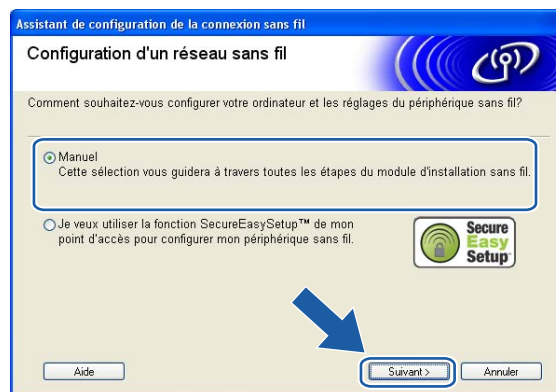 Assistant de configuration de la connexion sans fil
Configuration d'un réseau sans fil
Comment souhaitez-vous configurer votre ordinateur et les réglages du périphérique sans fil?
Manuel
Cette sélection vous guidera à travers toutes les étapes du module d'installation sans fil.
Je veux utiliser la fonction SecureEasySetup™ de mon
point d'accès pour configurer mon périphérique sans fil.
Secure
Easy
Setup
Aide
Suivant >
Annuler